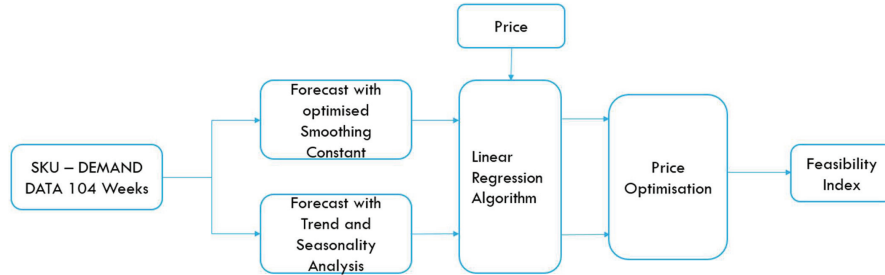 Price
SKU – DEMAND
DATA 104 Weeks
Forecast with
optimised
Smoothing
Constant
Forecast with
Trend and
Seasonality
Analysis
Linear
Regression
Algorithm
Price
Optimisation
Feasibility
Index